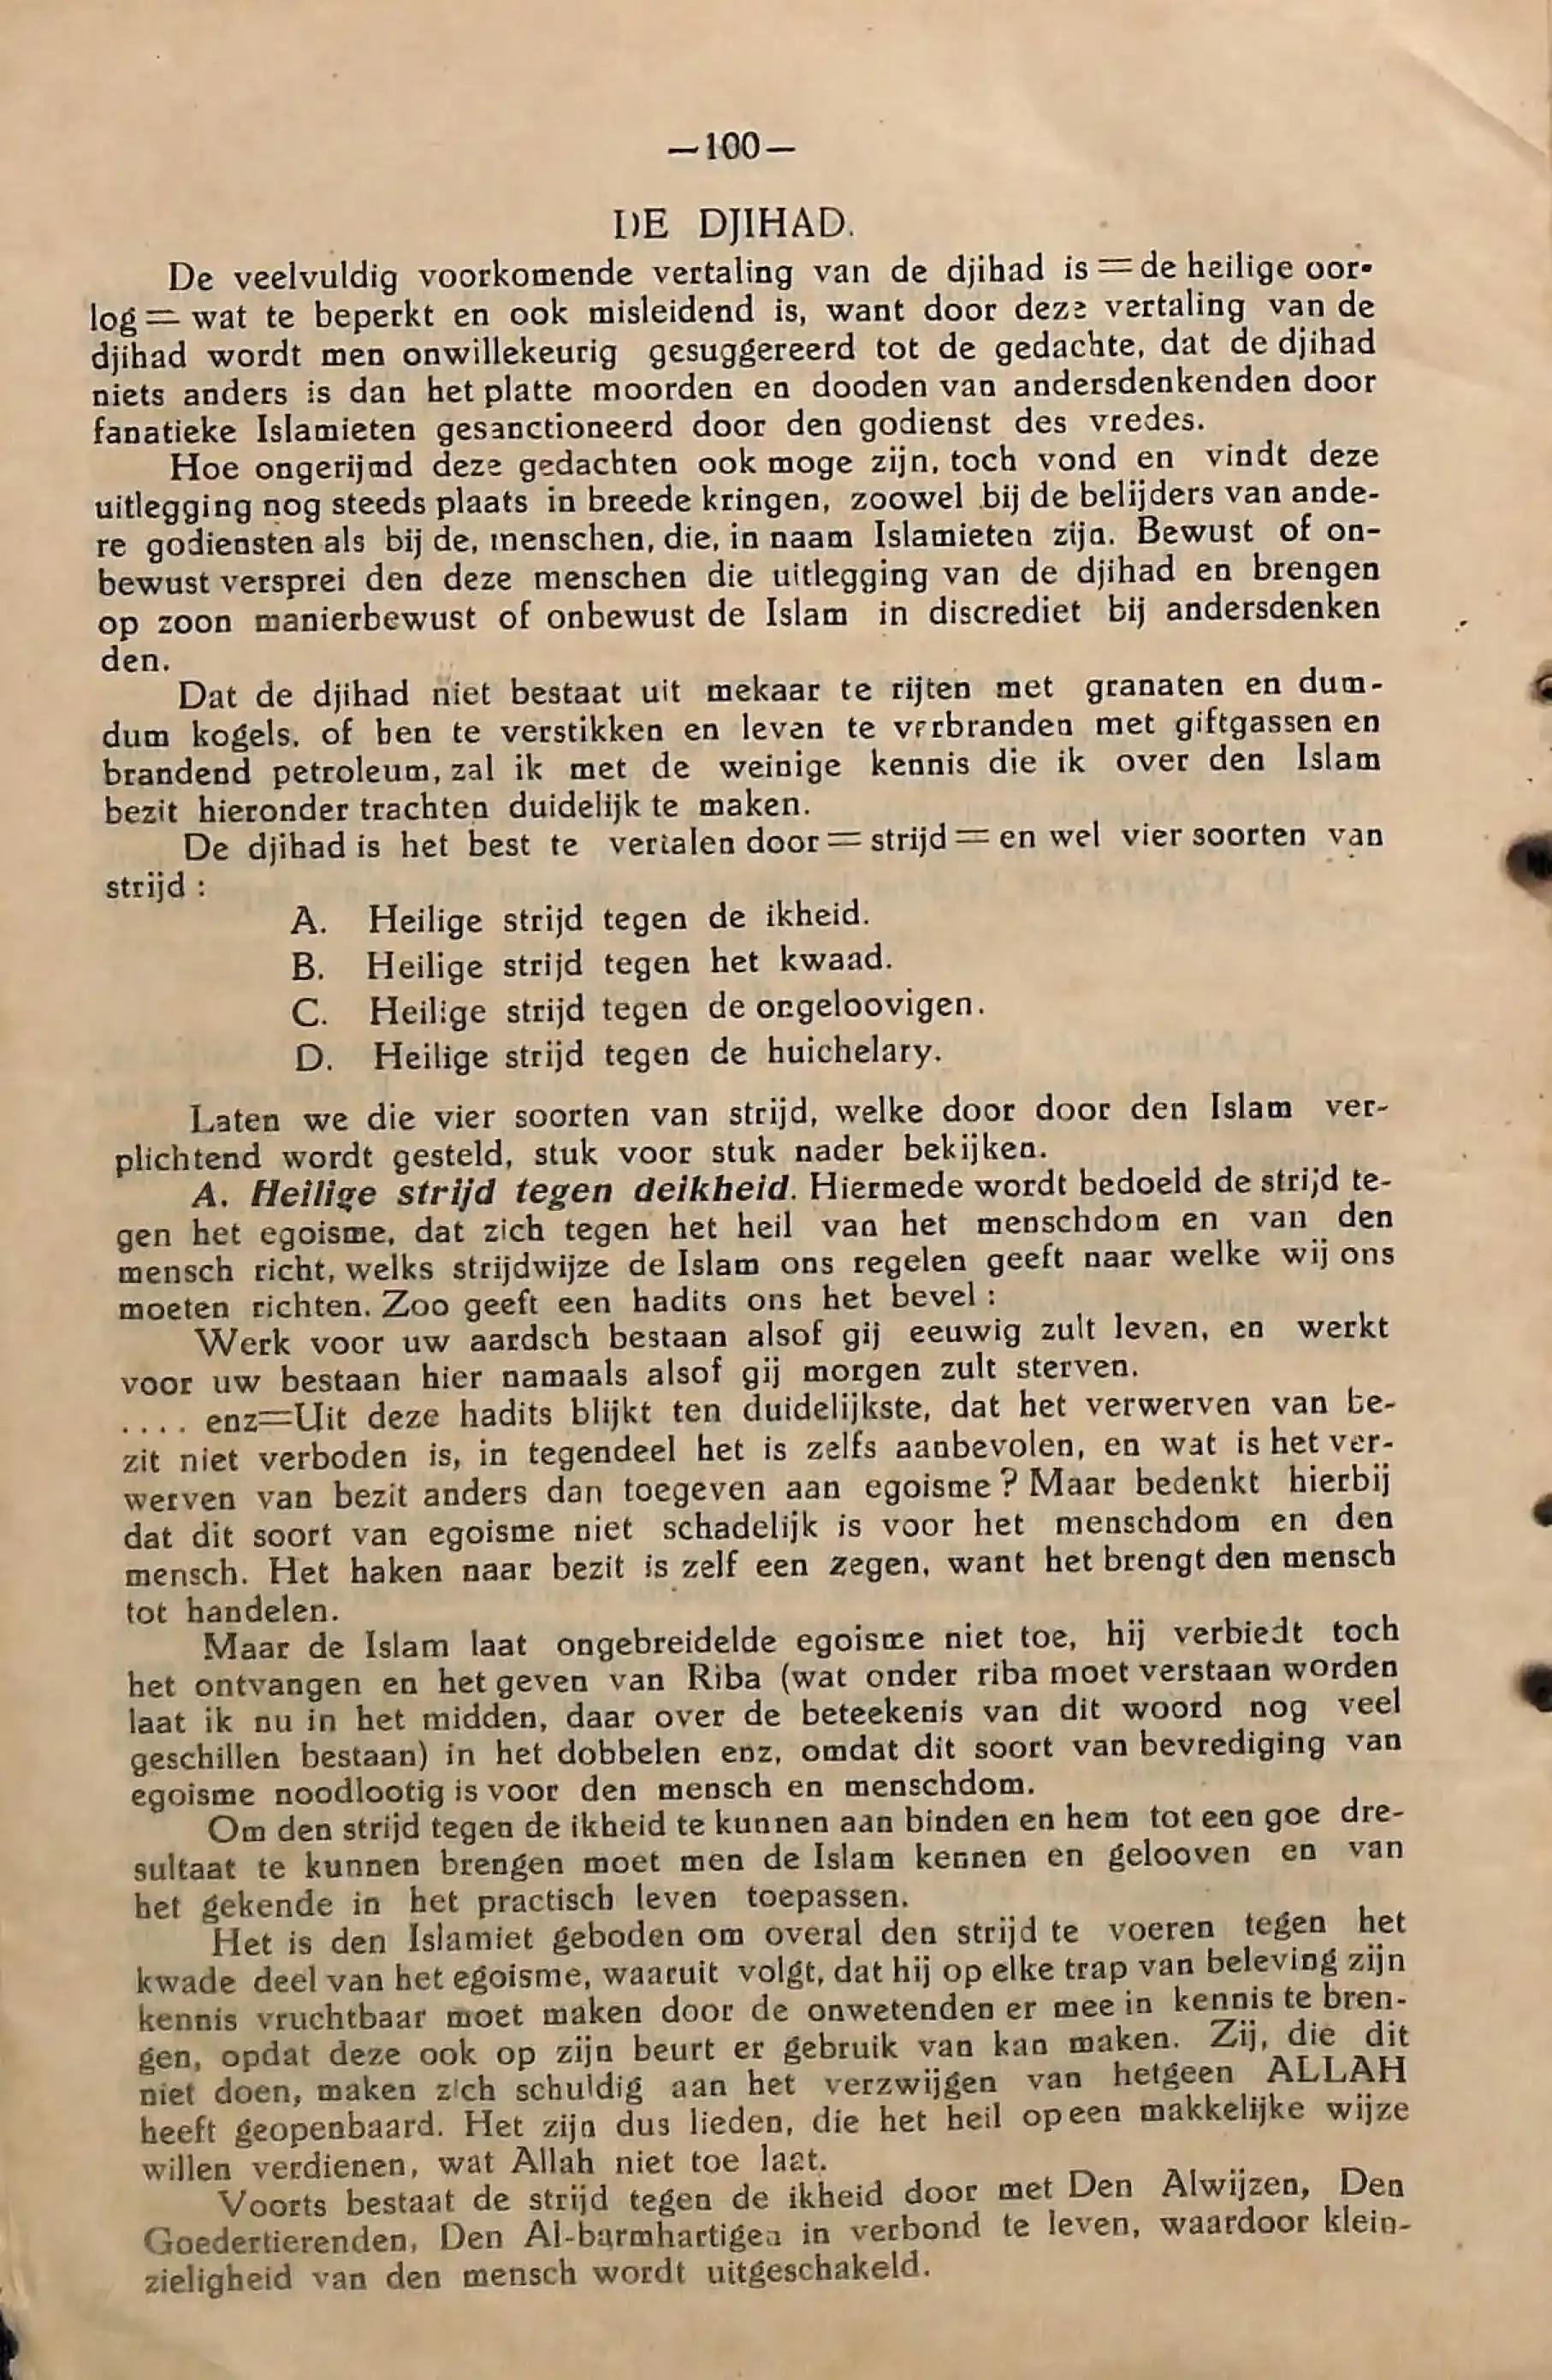 —100—
DE DJIHAD.
De veelvuldig voorkomende vertaling van de djihad is = de heilige oor-
log = wat te beperkt en ook misleidend is, want door deze vertaling van de
djihad wordt men onwillekeurig gesuggereerd tot de gedachte, dat de djihad
niets anders is dan het platte moorden en dooden van andersdenkenden door
fanatieke Islamieten gesanctioneerd door den godienst des vredes.
Hoe ongerijmd deze gedachten ook moge zijn, toch vond en vindt deze
uitlegging nog steeds plaats in breede kringen, zoowel bij de belijders van ande-
re godiensten als bij de, menschen, die, in naam Islamieten zijn. Bewust of on-
bewust versprei den deze menschen die uitlegging van de djihad en brengen
op zoon manierbewust of onbewust de Islam in discrediet bij andersdenken
den.
Dat de djihad niet bestaat uit mekaar te rijten met granaten en dum-
dum kogels, of hen te verstikken en leven te verbranden met giftgassen en
brandend petroleum, zal ik met de weinige kennis die ik over den Islam
bezit hieronder trachten duidelijk te maken.
De djihad is het best te vertalen door = strijd = en wel vier soorten van
strijd :
A. Heilige strijd tegen de ikheid.
B. Heilige strijd tegen het kwaad.
C. Heilige strijd tegen de ongeloovigen.
D. Heilige strijd tegen de huichelary.
Laten we die vier soorten van strijd, welke door door den Islam ver-
plichtend wordt gesteld, stuk voor stuk nader bekijken.
A. Heilige strijd tegen deikheid. Hiermede wordt bedoeld de strijd te-
gen het egoisme, dat zich tegen het heil van het menschdom en van den
mensch richt, welks strijdwijze de Islam ons regelen geeft naar welke wij ons
moeten richten. Zoo geeft een hadits ons het bevel :
Werk voor uw aardsch bestaan alsof gij eeuwig zult leven, en werkt
voor uw bestaan hier namaals alsof gij morgen zult sterven.
.... enz=Uit deze hadits blijkt ten duidelijkste, dat het verwerven van be-
zit niet verboden is, in tegendeel het is zelfs aanbevolen, en wat is het ver-
werven van bezit anders dan toegeven aan egoisme ? Maar bedenkt hierbij
dat dit soort van egoisme niet schadelijk is voor het menschdom en den
mensch. Het haken naar bezit is zelf een zegen, want het brengt den mensch
tot handelen.
Maar de Islam laat ongebreidelde egoisme niet toe, hij verbiedt toch
het ontvangen en het geven van Riba (wat onder riba moet verstaan worden
laat ik nu in het midden, daar over de beteekenis van dit woord nog veel
geschillen bestaan) in het dobbelen enz, omdat dit soort van bevrediging van
egoisme noodlootig is voor den mensch en menschdom.
Om den strijd tegen de ikheid te kunnen aan binden en hem tot een goe dre-
sultaat te kunnen brengen moet men de Islam kennen en gelooven en van
het gekende in het practisch leven toepassen.
Het is den Islamiet geboden om overal den strijd te voeren tegen het
kwade deel van het egoisme, waaruit volgt, dat hij op elke trap van beleving zijn
kennis vruchtbaar moet maken door de onwetenden er mee in kennis te bren-
gen, opdat deze ook op zijn beurt er gebruik van kan maken. Zij, die dit
niet doen, maken zich schuldig aan het verzwijgen van hetgeen ALLAH
heeft geopenbaard. Het zijn dus lieden, die het heil op een makkelijke wijze
willen verdienen, wat Allah niet toe laat.
Voorts bestaat de strijd tegen de ikheid door met Den Alwijzen, Den
Goedertierenden, Den Al-barmhartigen in verbond te leven, waardoor klein-
zieligheid van den mensch wordt uitgeschakeld.